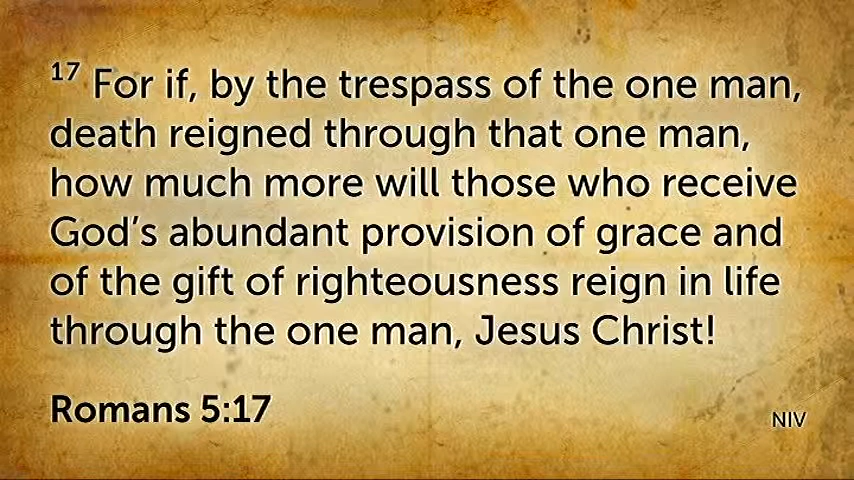 17 For if, by the trespass of the one man,
death reigned through that one man,
how much more will those who receive
God's abundant provision of grace and
of the gift of righteousness reign in life
through the one man, Jesus Christ!
Romans 5:17
NIV